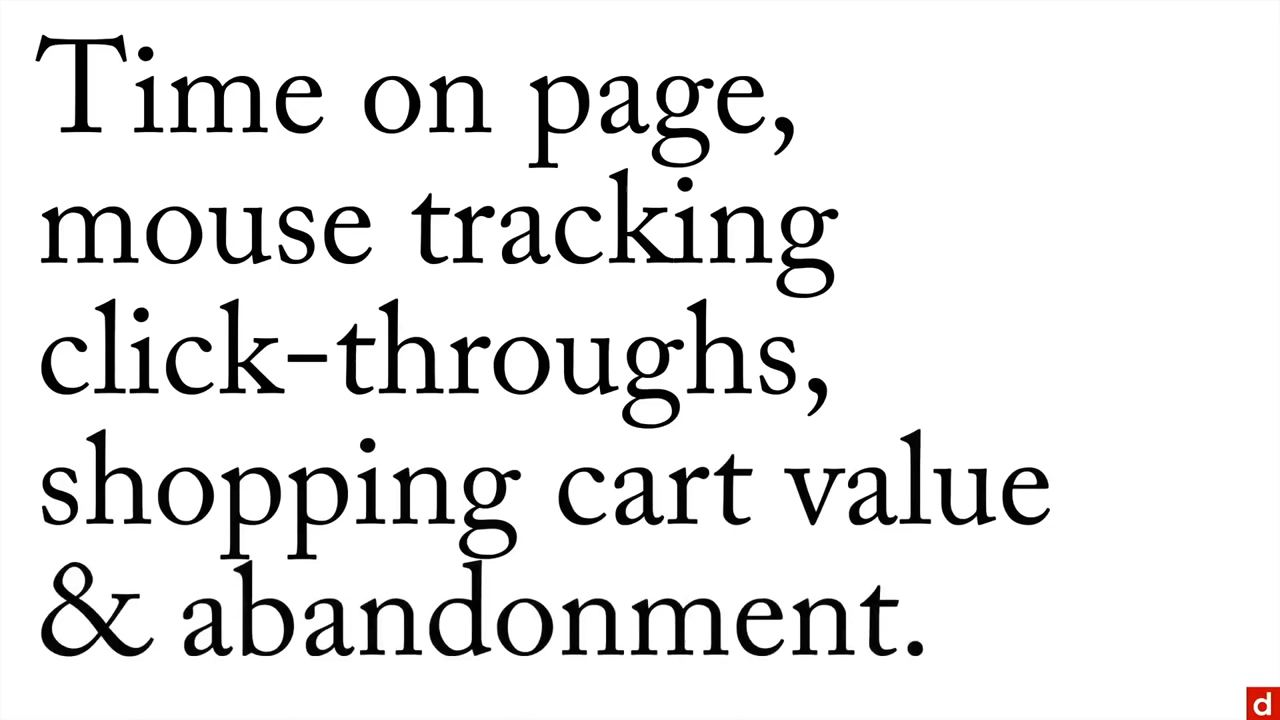 Time on page,
mouse tracking
click-throughs,
shopping cart value
& abandonment.
d